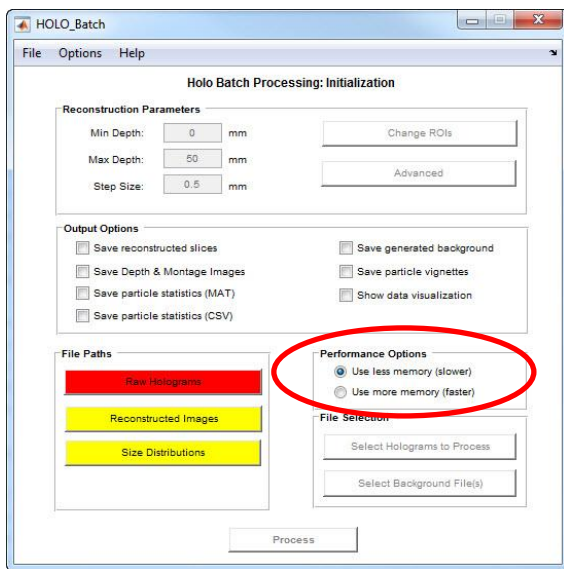 HOLO_Batch
File Options Help
Holo Batch Processing: Initialization
Reconstruction Parameters
Min Depth: 0 mm
Change ROIs
Max Depth: 50 mm
Advanced
Step Size: 0.5 mm
Output Options
Save reconstructed slices
Save generated background
Save Depth & Montage Images
Save particle vignettes
Save particle statistics (MAT)
Show data visualization
Save particle statistics (CSV)
File Paths
Raw Holograms
Reconstructed Images
Size Distributions
Performance Options
Use less memory (slower)
Use more memory (faster)
File Selection
Select Holograms to Process
Select Background File(s)
Process